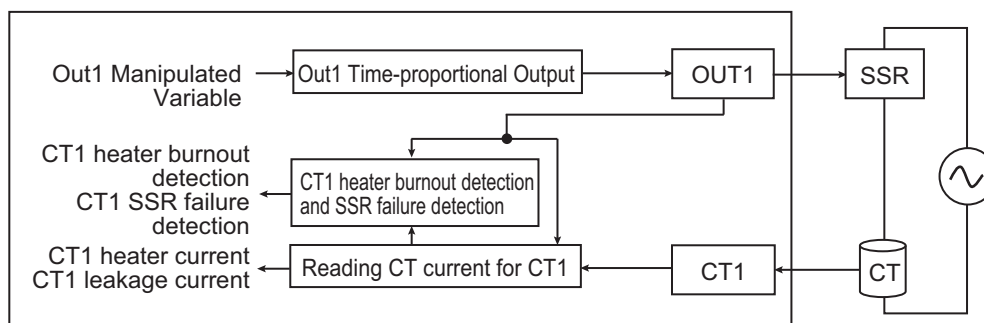 Out1 Manipulated
Variable
Out1 Time-proportional Output
OUT1
SSR
CT1 heater burnout
detection
CT1 SSR failure
detection
CT1 heater burnout detection
and SSR failure detection
CT1 heater current
CT1 leakage current
Reading CT current for CT1
CT1
CT